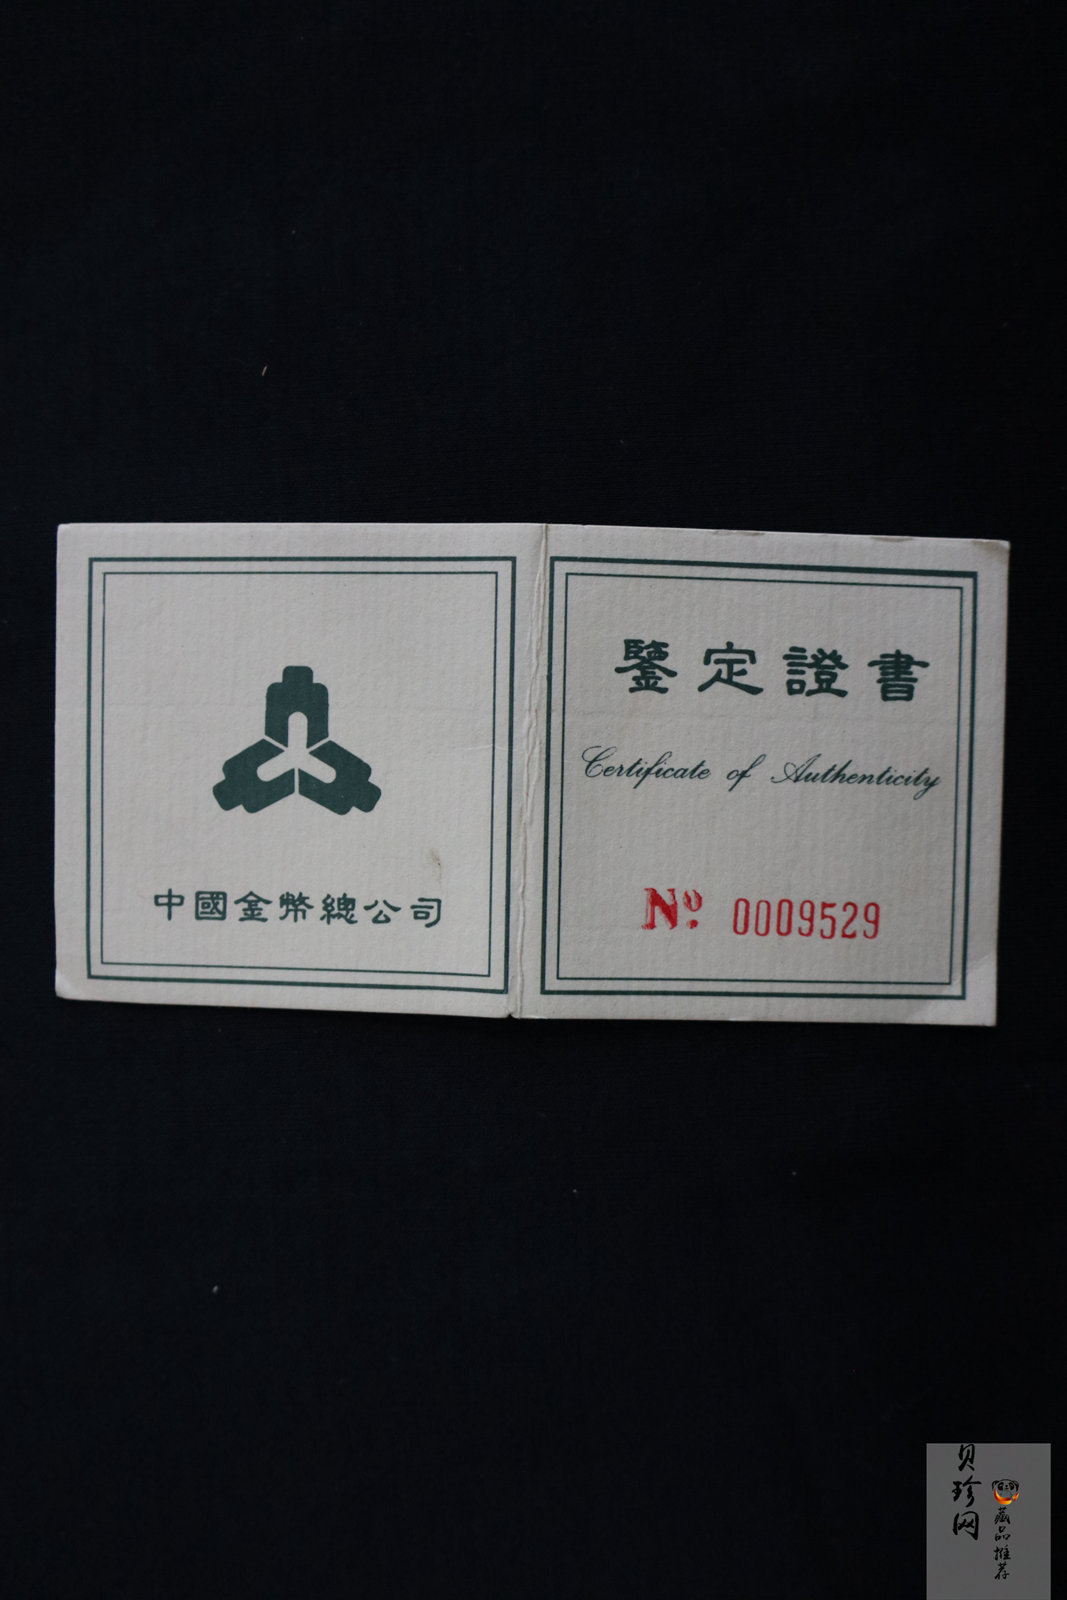 中國金幣總公司
鑒定證書
Certificate of Authenticity
Nº 0009529
贝珍网
藏品推荐